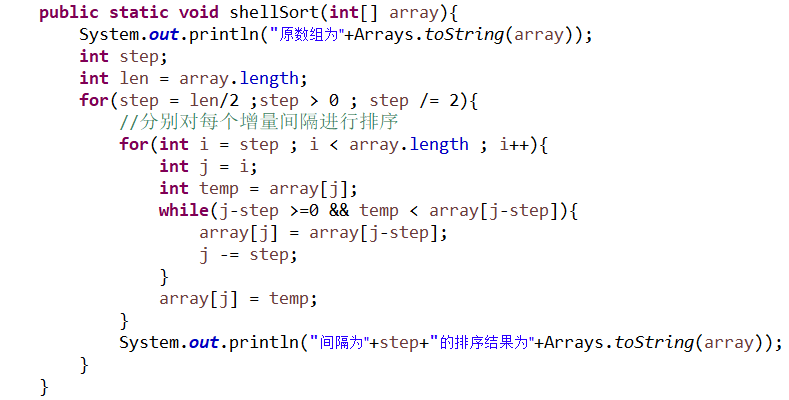 public static void shellSort(int[] array){
    System.out.println("原数组为"+Arrays.toString(array));
    int step;
    int len = array.length;
    for(step = len/2 ;step > 0 ; step /= 2){
        //分别对每个增量间隔进行排序
        for(int i = step ; i < array.length ; i++){
            int j = i;
            int temp = array[j];
            while(j-step >=0 && temp < array[j-step]){
                array[j] = array[j-step];
                j -= step;
            }
            array[j] = temp;
        }
        System.out.println("间隔为"+step+"的排序结果为"+Arrays.toString(array));
    }
}